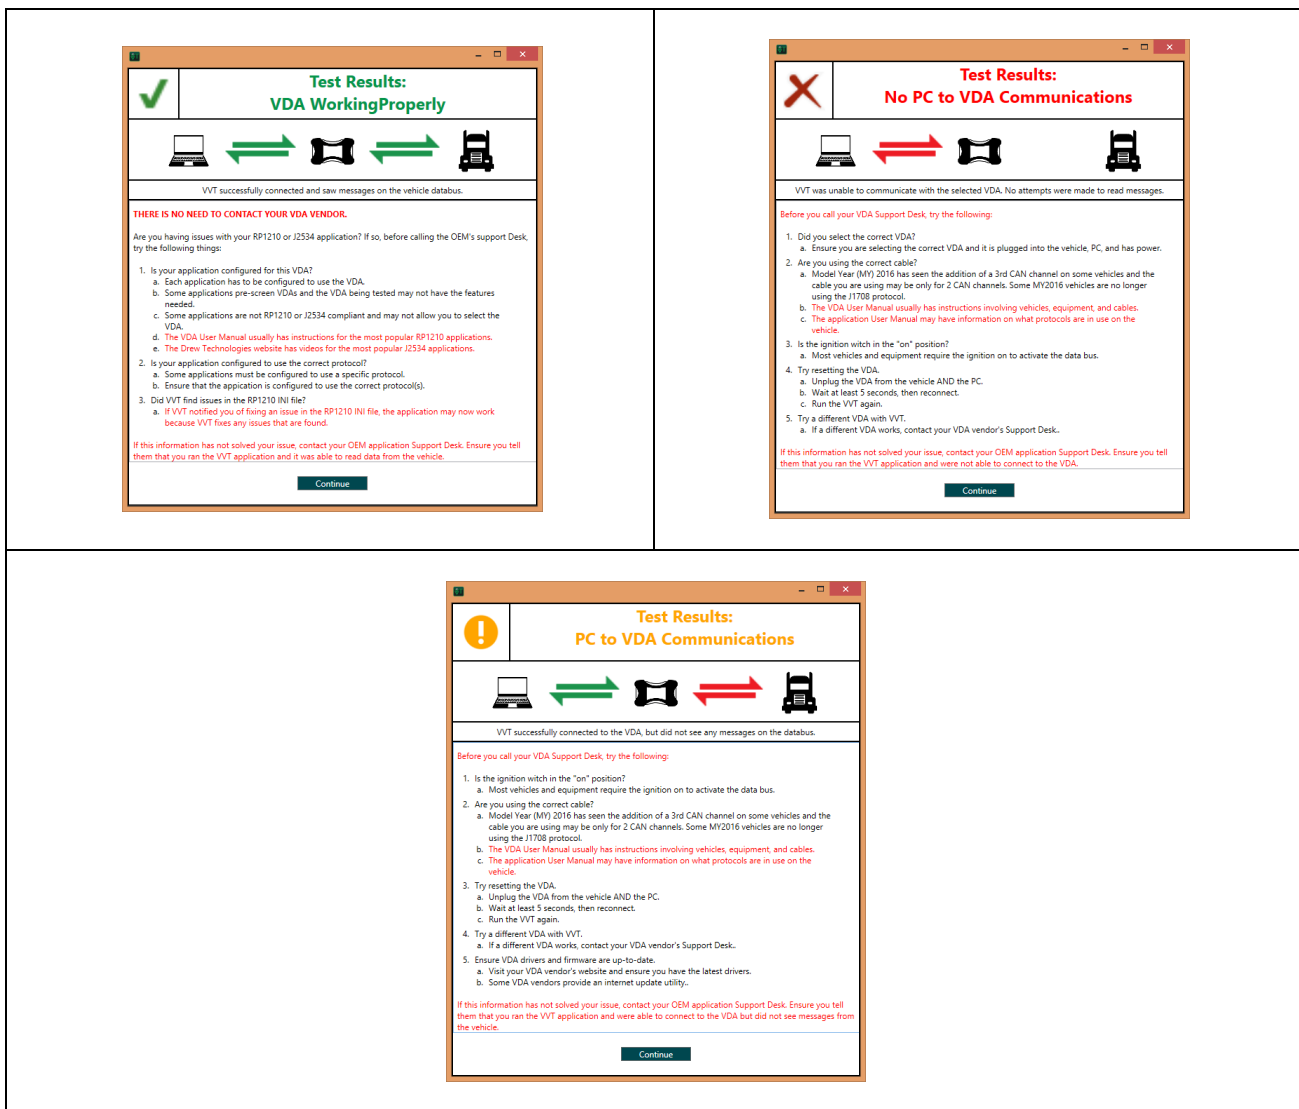 Test Results:
VDA WorkingProperly
VVT successfully connected and saw messages on the vehicle databus.
THERE IS NO NEED TO CONTACT YOUR VDA VENDOR.
Are you having issues with your RP1210 or J2534 application? If so, before calling the OEM's support Desk,
try the following things:
1. Is your application configured for this VDA?
a. Each application has to be configured to use the VDA.
b. Some applications pre-screen VDAs and the VDA being tested may not have the features
needed.
c. Some applications are not RP1210 or J2534 compliant and may not allow you to select the
VDA.
d. The VDA User Manual usually has instructions for the most popular RP1210 applications.
e. The Drew Technologies website has videos for the most popular J2534 applications.
2. Is your application configured to use the correct protocol?
a. Some applications must be configured to use a specific protocol.
b. Ensure that the appication is configured to use the correct protocol(s).
3. Did VVT find issues in the RP1210 INI file?
a. If VVT notified you of fixing an issue in the RP1210 INI file, the application may now work
because VVT fixes any issues that are found.
If this information has not solved your issue, contact your OEM application Support Desk. Ensure you tell
them that you ran the VVT application and it was able to read data from the vehicle.
Continue
Test Results:
No PC to VDA Communications
VVT was unable to communicate with the selected VDA. No attempts were made to read messages.
Before you call your VDA Support Desk, try the following:
1. Did you select the correct VDA?
a. Ensure you are selecting the correct VDA and it is plugged into the vehicle, PC, and has power.
2. Are you using the correct cable?
a. Model Year (MY) 2016 has seen the addition of a 3rd CAN channel on some vehicles and the
cable you are using may be only for 2 CAN channels. Some MY2016 vehicles are no longer
using the J1708 protocol.
b. The VDA User Manual usually has instructions involving vehicles, equipment, and cables.
c. The application User Manual may have information on what protocols are in use on the
vehicle.
3. Is the ignition witch in the "on" position?
a. Most vehicles and equipment require the ignition on to activate the data bus.
4. Try resetting the VDA.
a. Unplug the VDA from the vehicle AND the PC.
b. Wait at least 5 seconds, then reconnect.
c. Run the VVT again.
5. Try a different VDA with VVT.
a. If a different VDA works, contact your VDA vendor's Support Desk..
If this information has not solved your issue, contact your OEM application Support Desk. Ensure you tell
them that you ran the VVT application and were not able to connect to the VDA.
Continue
Test Results:
PC to VDA Communications
VVT successfully connected to the VDA, but did not see any messages on the databus.
Before you call your VDA Support Desk, try the following:
1. Is the ignition witch in the "on" position?
a. Most vehicles and equipment require the ignition on to activate the data bus.
2. Are you using the correct cable?
a. Model Year (MY) 2016 has seen the addition of a 3rd CAN channel on some vehicles and the
cable you are using may be only for 2 CAN channels. Some MY2016 vehicles are no longer
using the J1708 protocol.
b. The VDA User Manual usually has instructions involving vehicles, equipment, and cables.
c. The application User Manual may have information on what protocols are in use on the
vehicle.
3. Try resetting the VDA.
a. Unplug the VDA from the vehicle AND the PC.
b. Wait at least 5 seconds, then reconnect.
c. Run the VVT again.
4. Try a different VDA with VVT.
a. If a different VDA works, contact your VDA vendor's Support Desk..
5. Ensure VDA drivers and firmware are up-to-date.
a. Visit your VDA vendor's website and ensure you have the latest drivers.
b. Some VDA vendors provide an internet update utility..
If this information has not solved your issue, contact your OEM application Support Desk. Ensure you tell
them that you ran the VVT application and were able to connect to the VDA but did not see messages from
the vehicle.
Continue